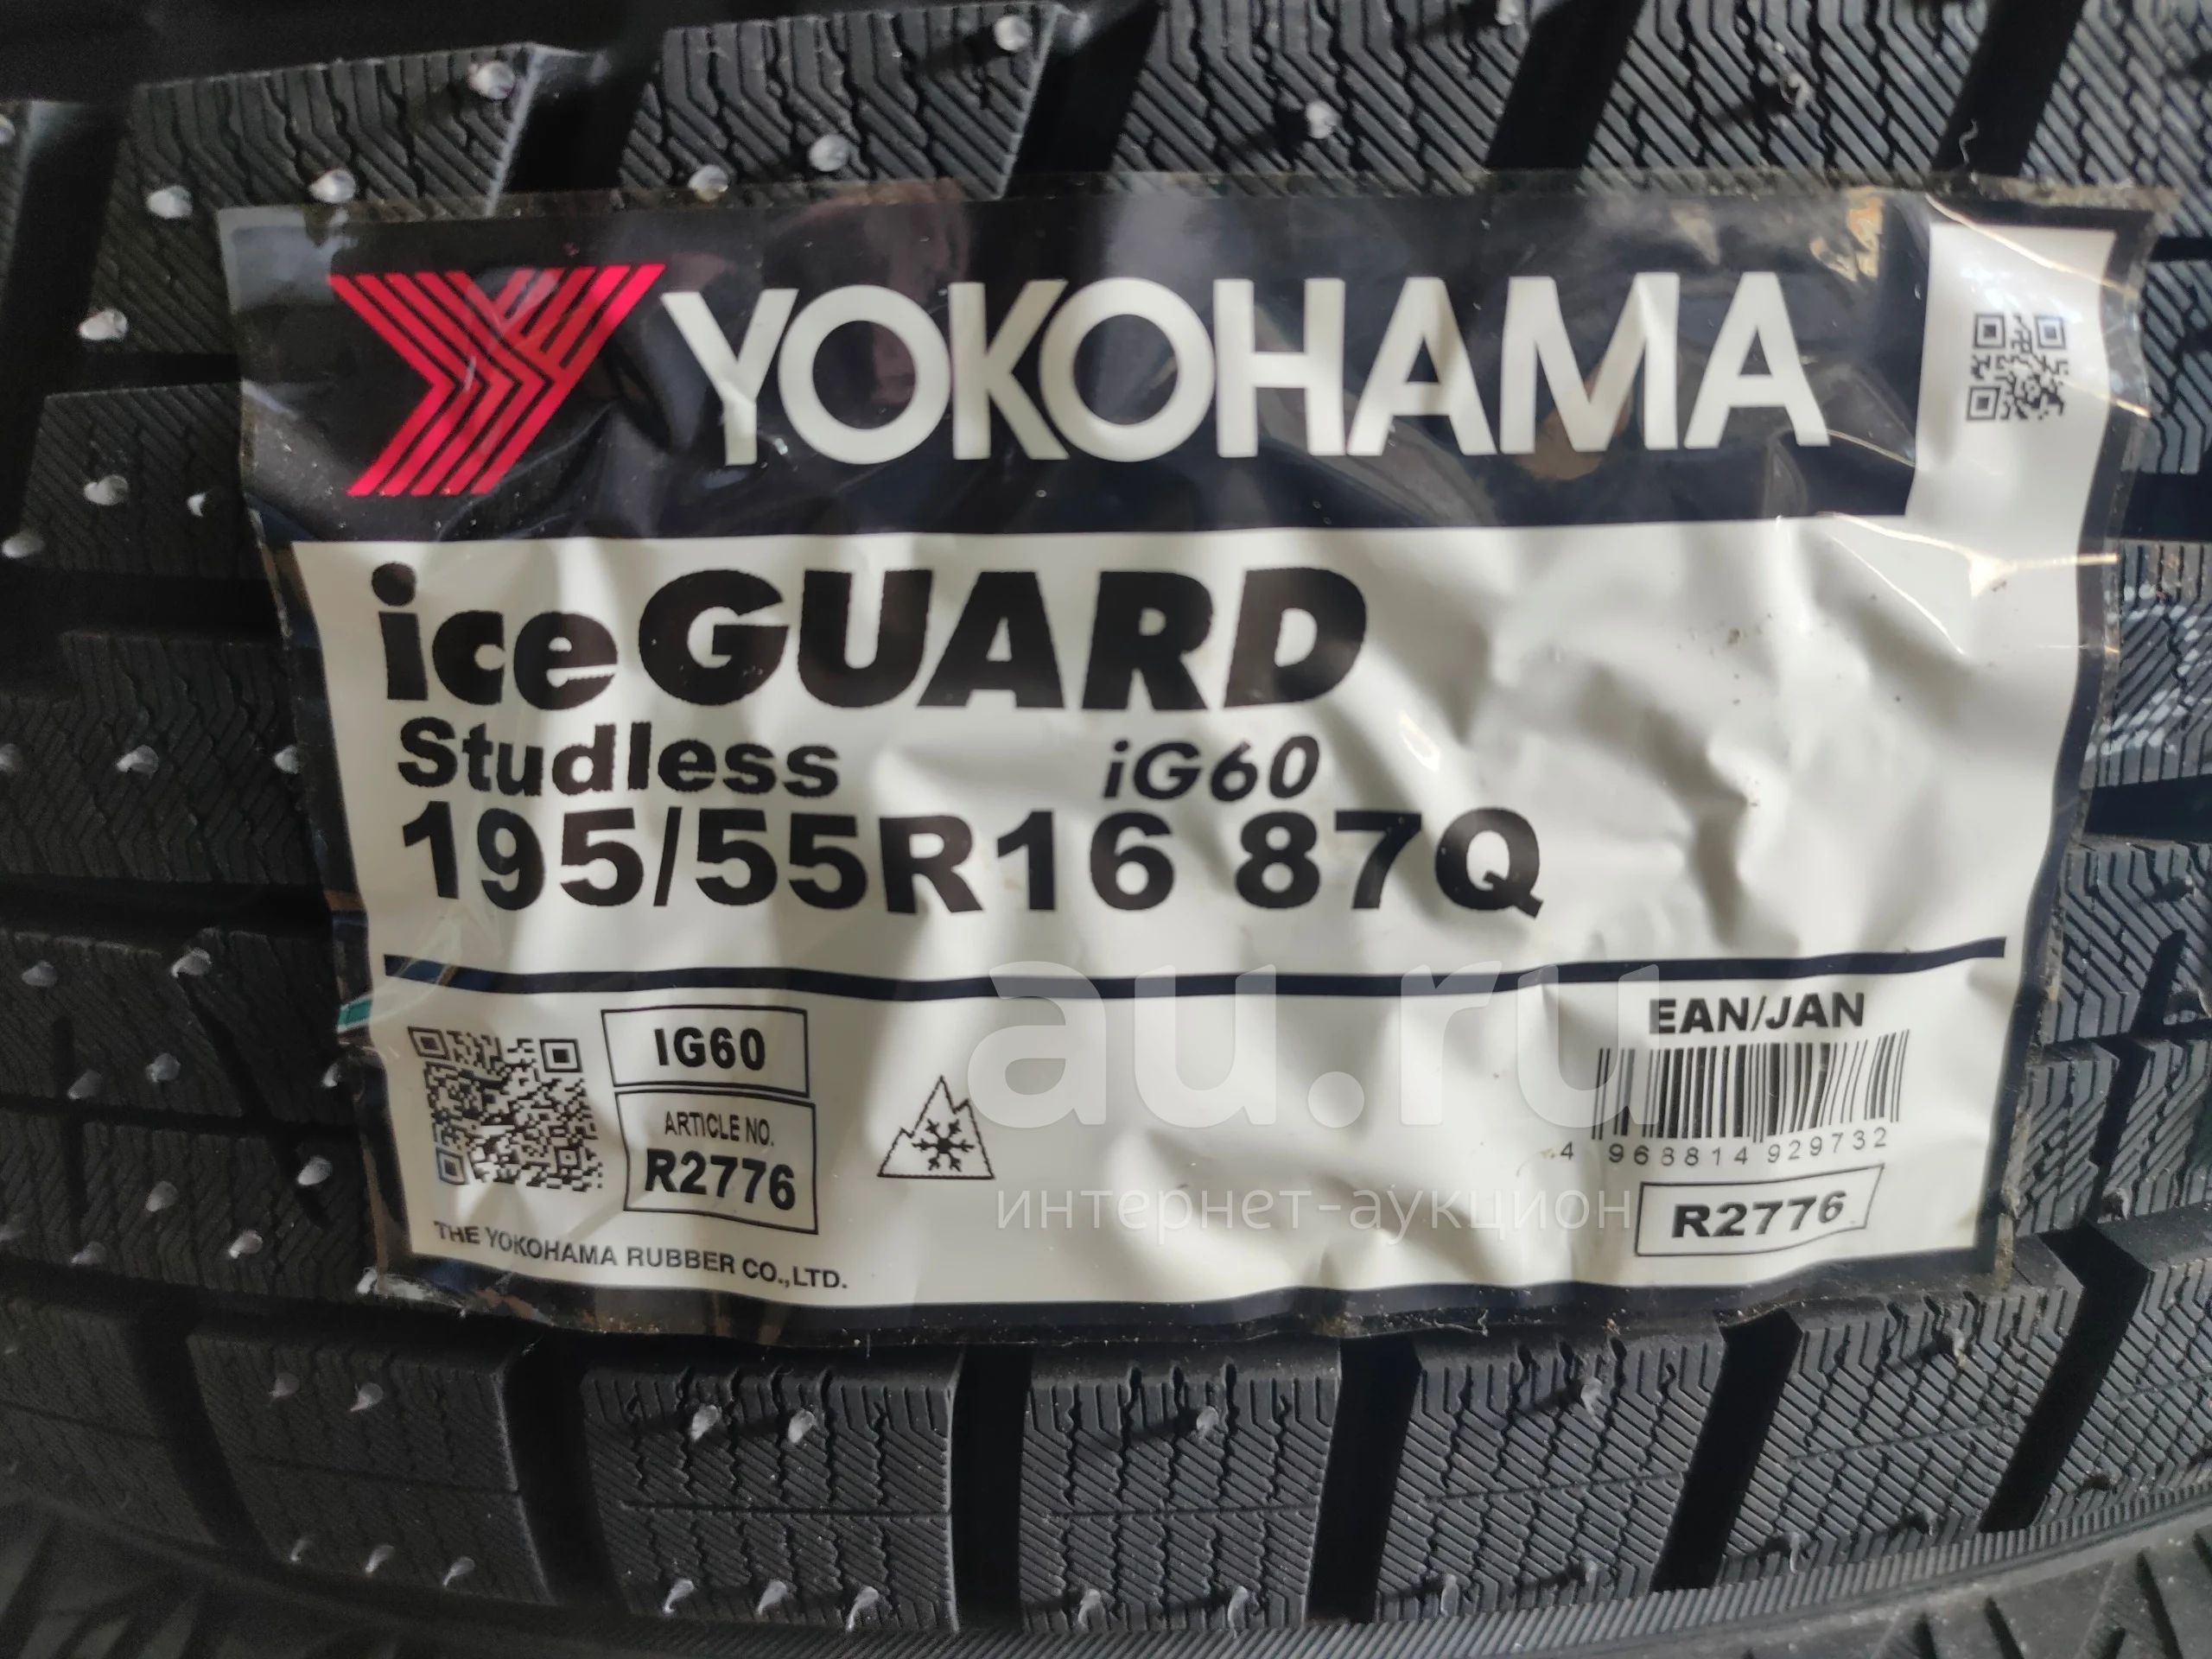 YOKOHAMA
iceGUARD
Studless iG60
195/55R16 87Q
IG60
ARTICLE NO.
R2776
THE YOKOHAMA RUBBER CO.,LTD.
EAN/JAN
4 968814 929732
R2776
au.ru
интернет-аукцион